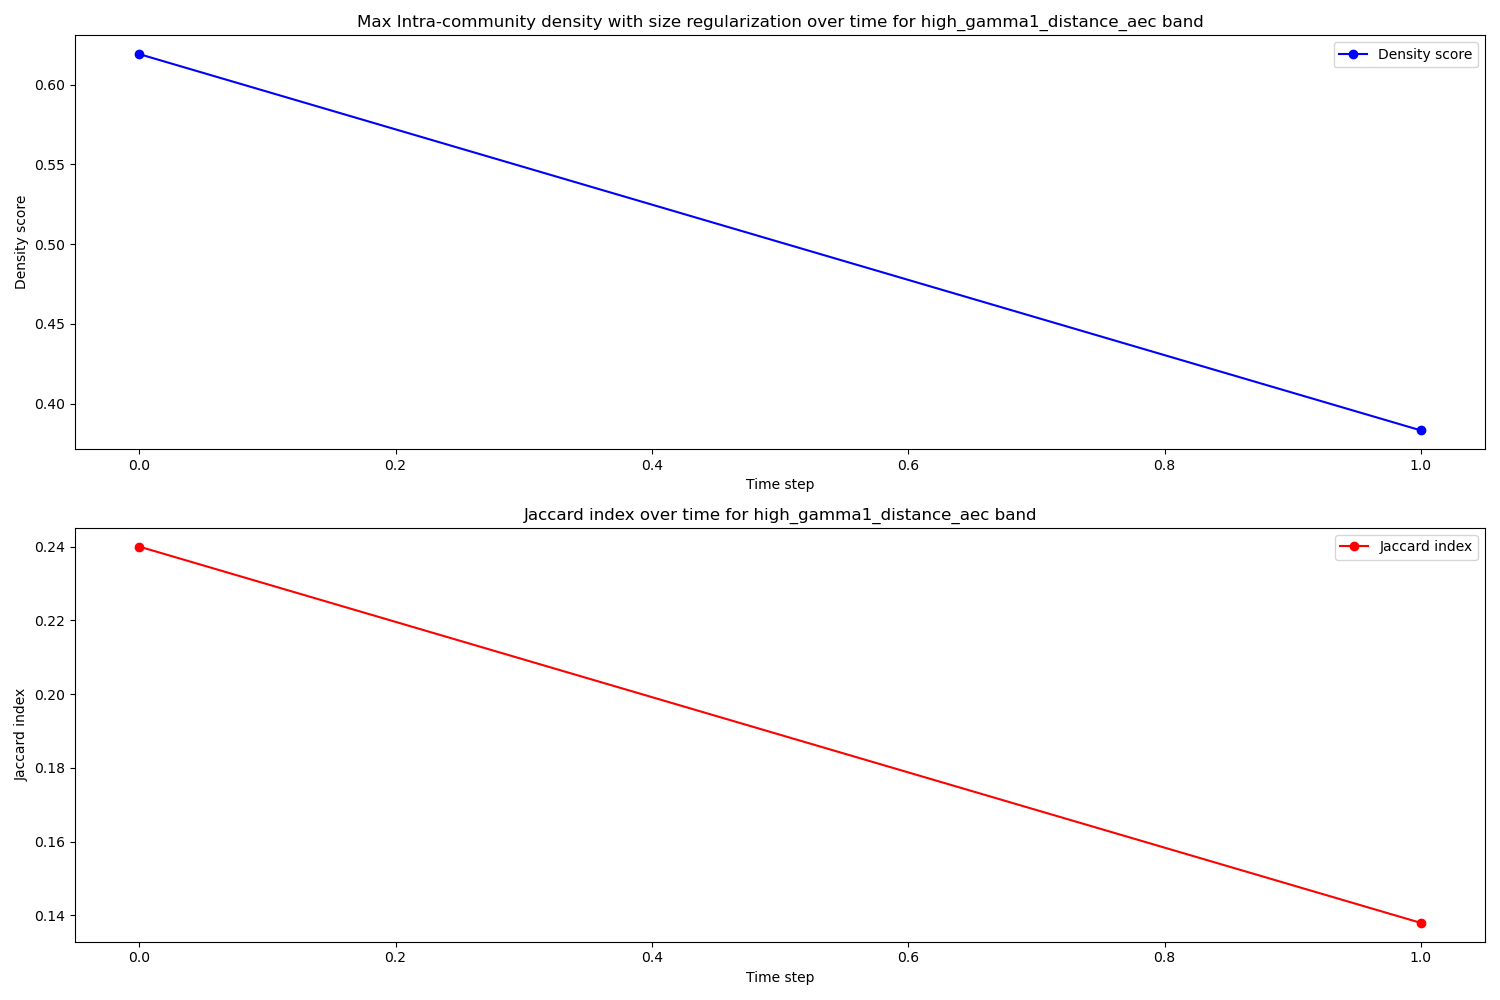 Max Intra-community density with size regularization over time for high_gamma1_distance_aec band
Density score
0.60
0.55
0.50
0.45
0.40
Density score
0.0 0.2 0.4 0.6 0.8 1.0
Time step
Jaccard index over time for high_gamma1_distance_aec band
Jaccard index
0.24
0.22
0.20
0.18
0.16
0.14
Jaccard index
0.0 0.2 0.4 0.6 0.8 1.0
Time step